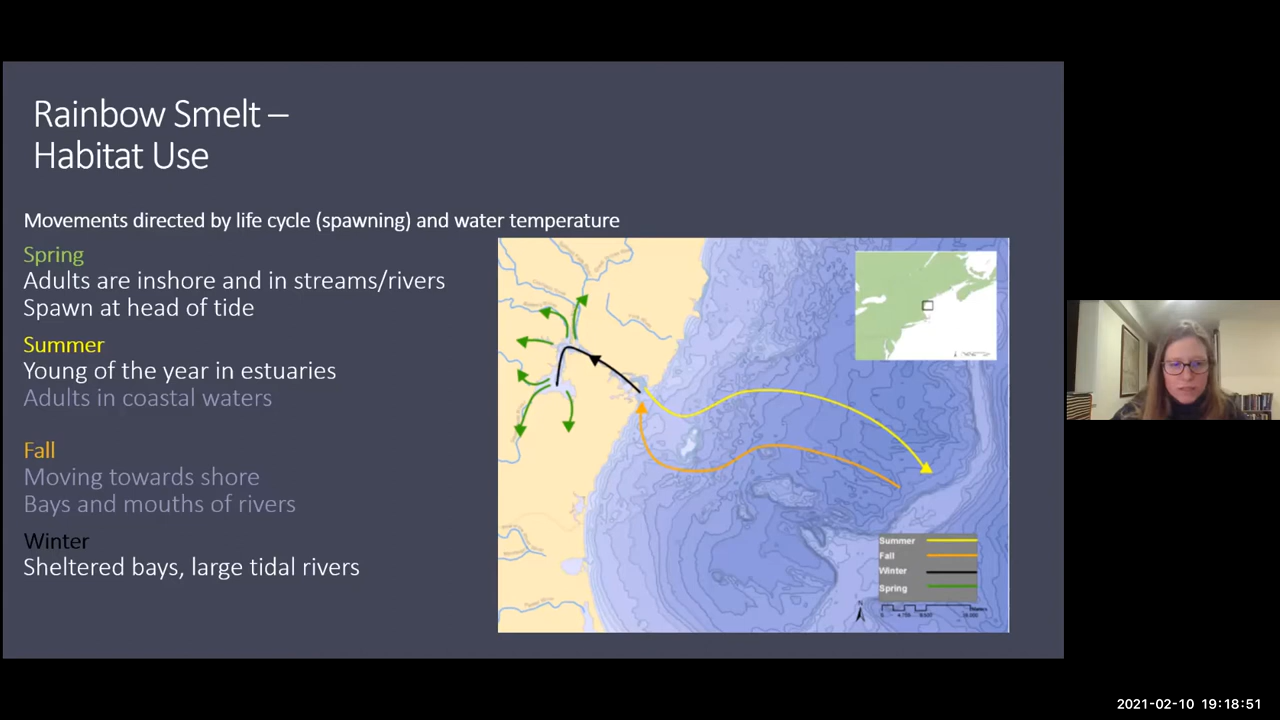 Rainbow Smelt –
Habitat Use
Movements directed by life cycle (spawning) and water temperature
Spring
Adults are inshore and in streams/rivers
Spawn at head of tide
Summer
Young of the year in estuaries
Adults in coastal waters
Fall
Moving towards shore
Bays and mouths of rivers
Winter
Sheltered bays, large tidal rivers
Summer
Fall
Winter
Spring
N
2021-02-10 19:18:51